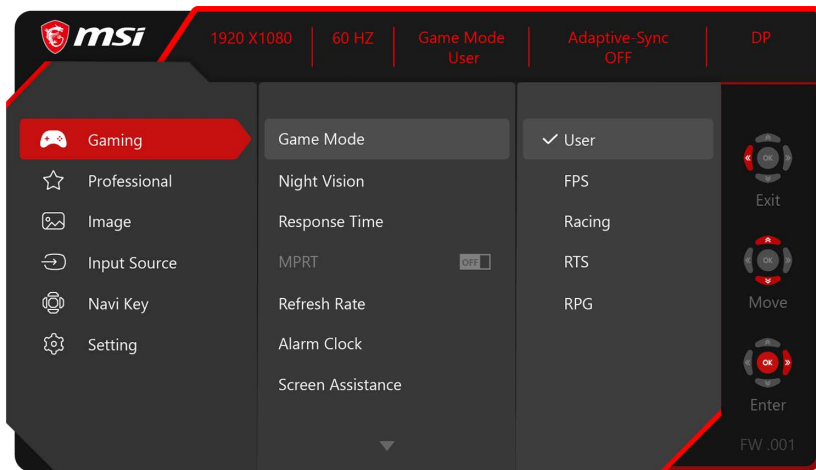 msi
1920 X1080
60 HZ
Game Mode
User
Adaptive-Sync
OFF
DP
Gaming
Professional
Image
Input Source
Navi Key
Setting
Game Mode
Night Vision
Response Time
MPRT
OFF
Refresh Rate
Alarm Clock
Screen Assistance
User
FPS
Racing
RTS
RPG
OK
Exit
OK
Move
OK
Enter
FW .001